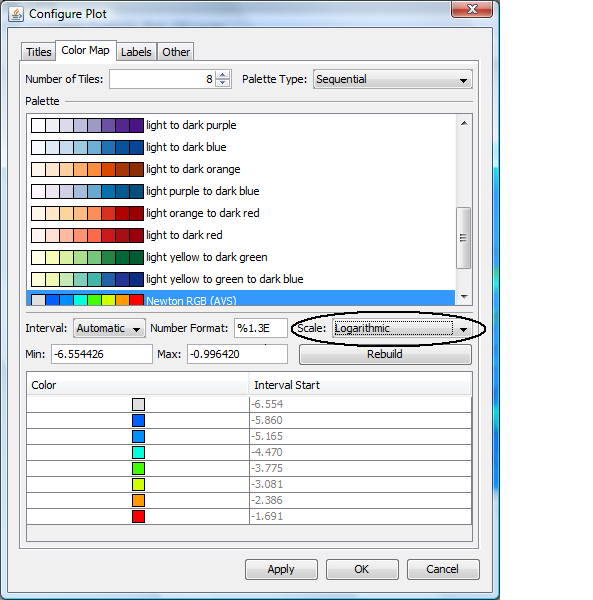 Configure Plot
Titles Color Map Labels Other
Number of Tiles: 8 Palette Type: Sequential
Palette
light to dark purple
light to dark blue
light to dark orange
light purple to dark blue
light orange to dark red
light to dark red
light yellow to dark green
light yellow to green to dark blue
Newton RGB (AVS)
Interval: Automatic Number Format: %1.3E Scale: Logarithmic
Min: -6.554426 Max: -0.996420 Rebuild
Color Interval Start
-6.554
-5.860
-5.165
-4.470
-3.775
-3.081
-2.386
-1.691
Apply OK Cancel